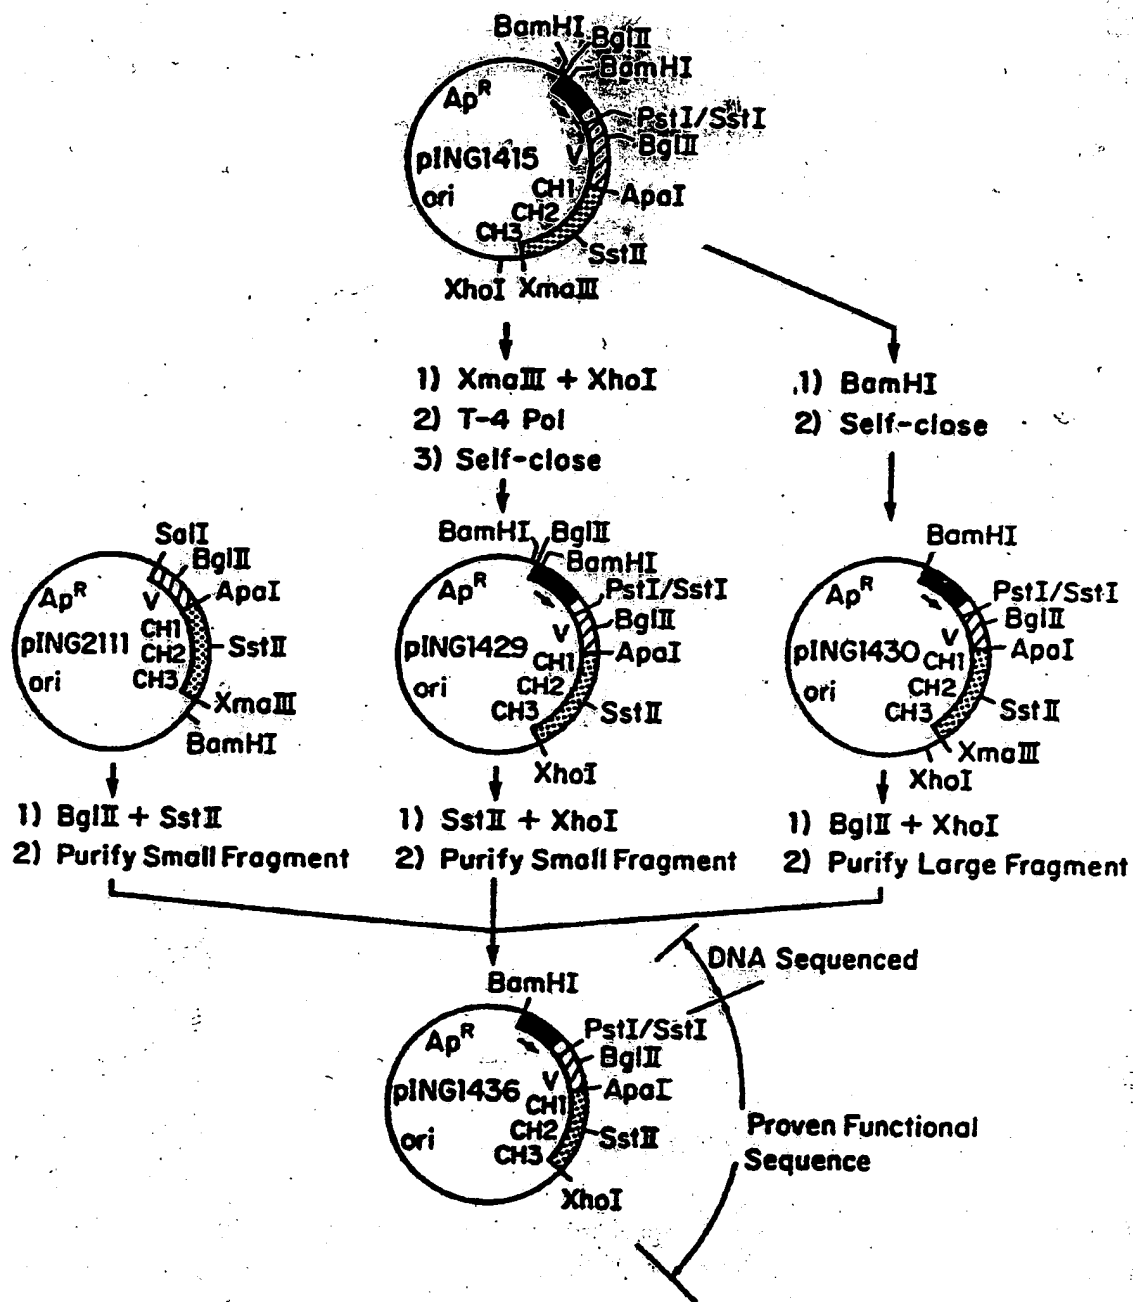 BamHI
BglII
BamHI
Ap^R
PstI/SstI
BglII
pING1415
V
ori
CH1
ApaI
CH2
CH3
SstII
XhoI XmaIII
1) XmaIII + XhoI
2) T-4 Pol
3) Self-close
1) BamHI
2) Self-close
SalI
BglII
Ap^R
ApaI
V
CH1
pING2111
SstII
CH2
ori
CH3
XmaIII
BamHI
1) BglII + SstII
2) Purify Small Fragment
BamHI
BglII
BamHI
Ap^R
PstI/SstI
BglII
V
pING1429
ApaI
CH1
ori
CH2
CH3
SstII
XhoI
1) SstII + XhoI
2) Purify Small Fragment
BamHI
Ap^R
PstI/SstI
BglII
V
pING1430
ApaI
CH1
ori
CH2
CH3
SstII
XmaIII
XhoI
1) BglII + XhoI
2) Purify Large Fragment
BamHI
Ap^R
PstI/SstI
BglII
V
pING1436
ApaI
CH1
ori
CH2
SstII
CH3
XhoI
DNA Sequenced
Proven Functional
Sequence